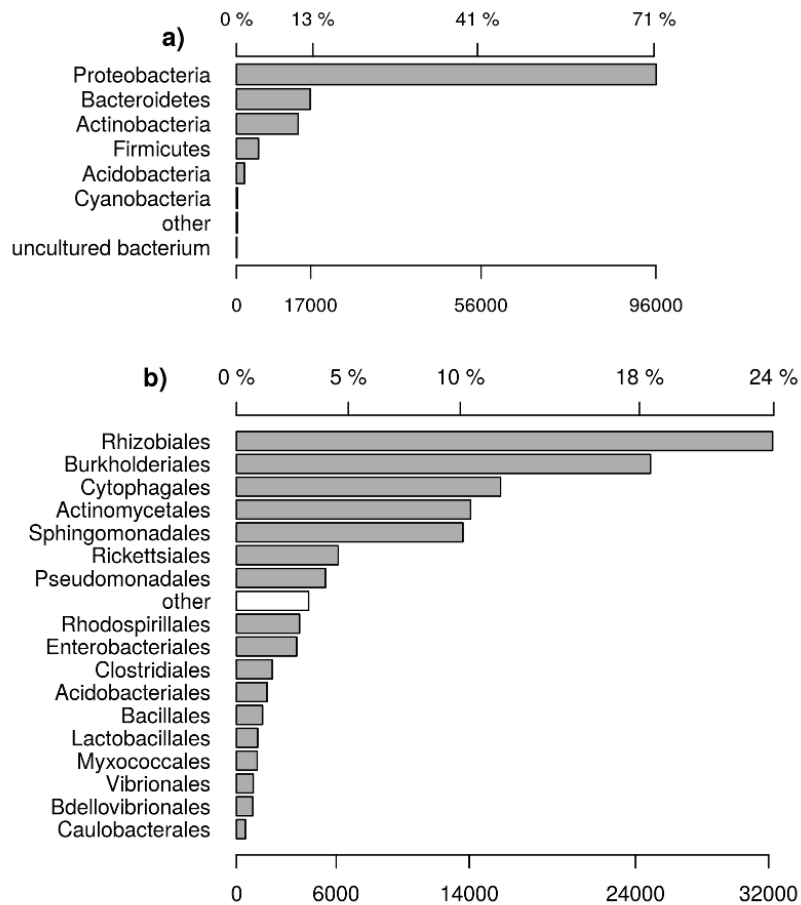 0 % 13 % 41 % 71 %
a)
Proteobacteria
Bacteroidetes
Actinobacteria
Firmicutes
Acidobacteria
Cyanobacteria
other
uncultured bacterium
0 17000 56000 96000
b) 0 % 5 % 10 % 18 % 24 %
Rhizobiales
Burkholderiales
Cytophagales
Actinomycetales
Sphingomonadales
Rickettsiales
Pseudomonadales
other
Rhodospirillales
Enterobacteriales
Clostridiales
Acidobacteriales
Bacillales
Lactobacillales
Myxococcales
Vibrionales
Bdellovibrionales
Caulobacterales
0 6000 14000 24000 32000